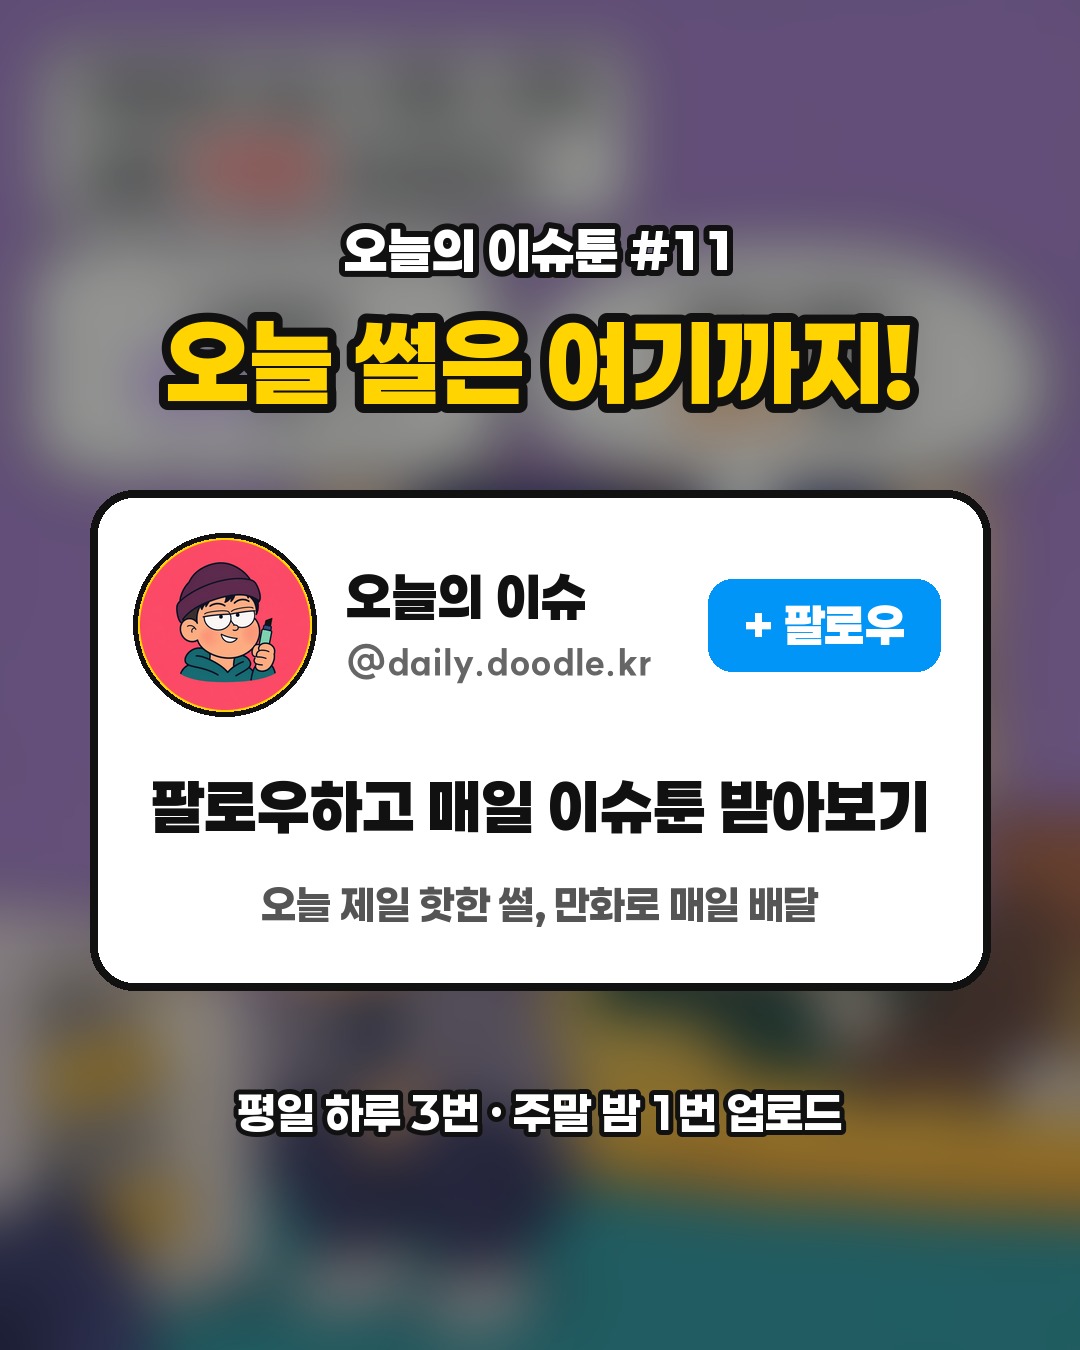 오늘의 이슈툰 #11
오늘 썰은 여기까지!
오늘의 이슈
@daily.doodle.kr
+ 팔로우
팔로우하고 매일 이슈툰 받아보기
오늘 제일 핫한 썰, 만화로 매일 배달
평일 하루 3번 · 주말 밤 1번 업로드